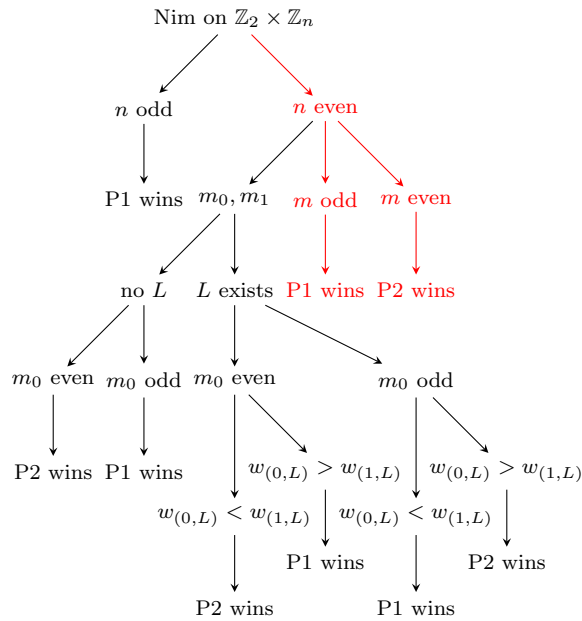 Nim on ℤ₂ × ℤₙ
n odd
n even
P1 wins
m₀, m₁
m odd
m even
no L
L exists
P1 wins
P2 wins
m₀ even
m₀ odd
m₀ even
m₀ odd
P2 wins
P1 wins
w₍₀,L₎ > w₍₁,L₎
w₍₀,L₎ > w₍₁,L₎
w₍₀,L₎ < w₍₁,L₎
w₍₀,L₎ < w₍₁,L₎
P1 wins
P2 wins
P2 wins
P1 wins